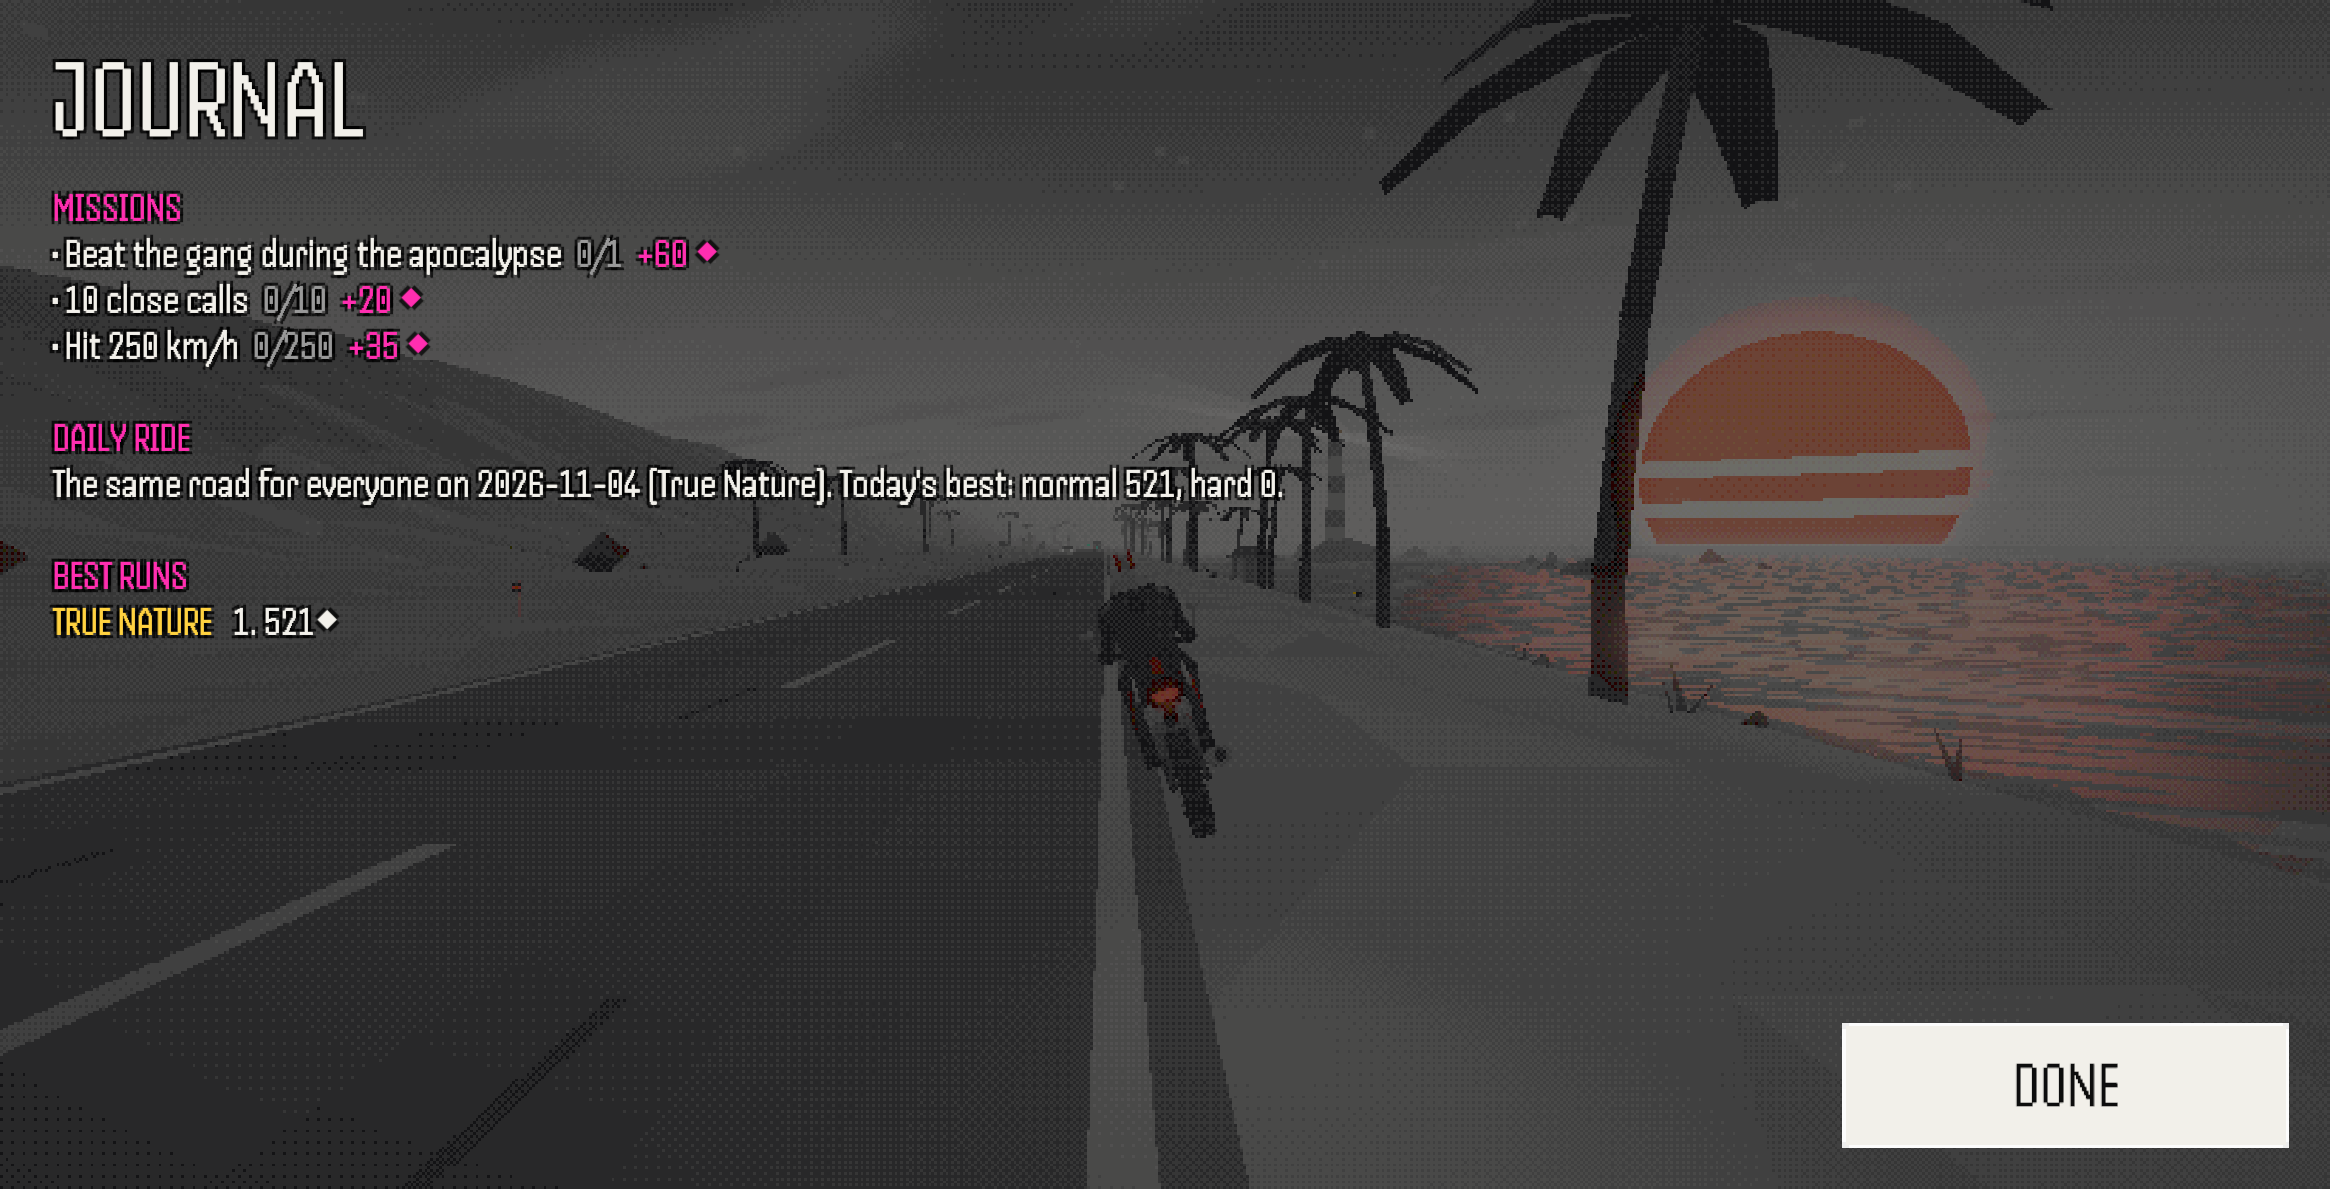 JOURNAL
MISSIONS
·Beat the gang during the apocalypse 0/1 +60◆
·10 close calls 0/10 +20◆
·Hit 250 km/h 0/250 +35◆
DAILY RIDE
The same road for everyone on 2026-11-04 (True Nature). Today's best: normal 521, hard 0.
BEST RUNS
TRUE NATURE 1. 521◆
DONE